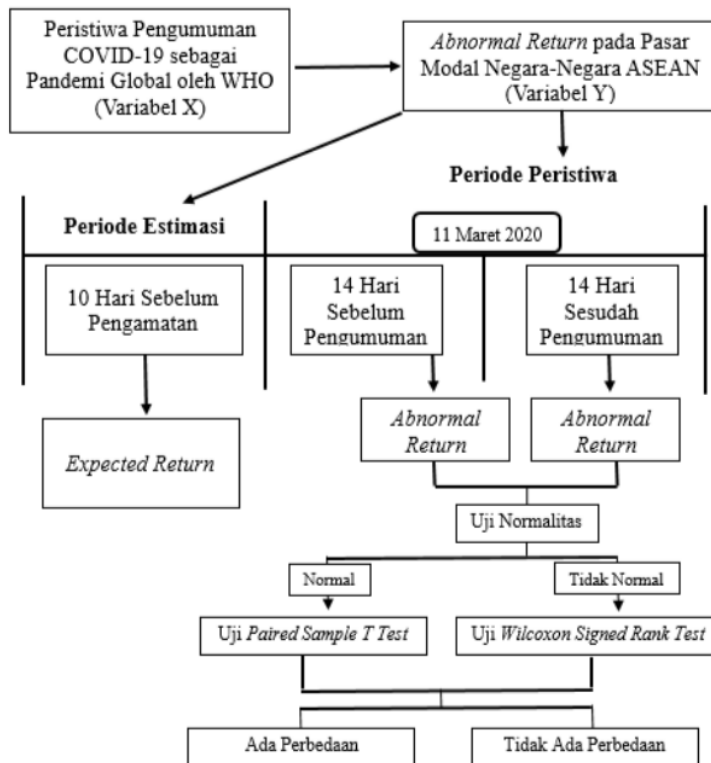 Peristiwa Pengumuman
COVID-19 sebagai
Pandemi Global oleh WHO
(Variabel X)
Abnormal Return pada Pasar
Modal Negara-Negara ASEAN
(Variabel Y)
Periode Peristiwa
Periode Estimasi
11 Maret 2020
10 Hari Sebelum
Pengamatan
14 Hari
Sebelum
Pengumuman
14 Hari
Sesudah
Pengumuman
Expected Return
Abnormal
Return
Abnormal
Return
Uji Normalitas
Normal
Tidak Normal
Uji Paired Sample T Test
Uji Wilcoxon Signed Rank Test
Ada Perbedaan
Tidak Ada Perbedaan